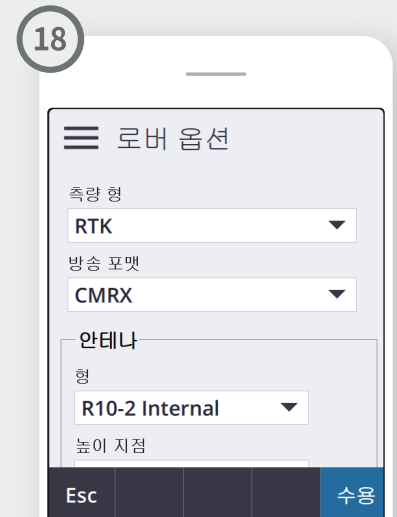 18
로버 옵션
측량 형
RTK
방송 포맷
CMRX
안테나
형
R10-2 Internal
높이 지점
Esc
수용